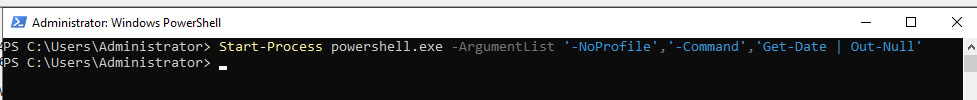 Administrator: Windows PowerShell
PS C:\Users\Administrator> Start-Process powershell.exe -ArgumentList '-NoProfile','-Command','Get-Date | Out-Null'
PS C:\Users\Administrator>